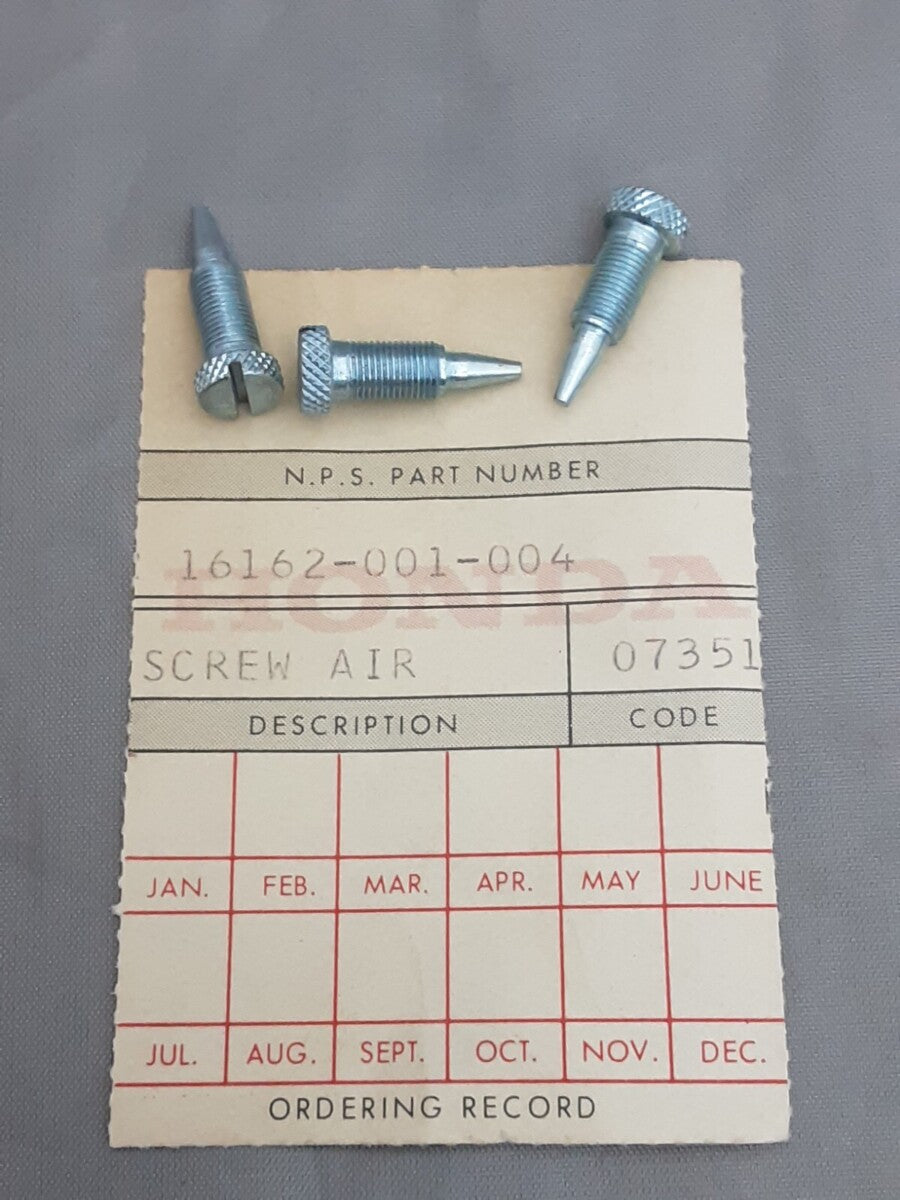 N.P.S. PART NUMBER
16162-001-004
HONDA
SCREW AIR 07351
DESCRIPTION CODE
JAN. FEB. MAR. APR. MAY JUNE
JUL. AUG. SEPT. OCT. NOV. DEC.
ORDERING RECORD